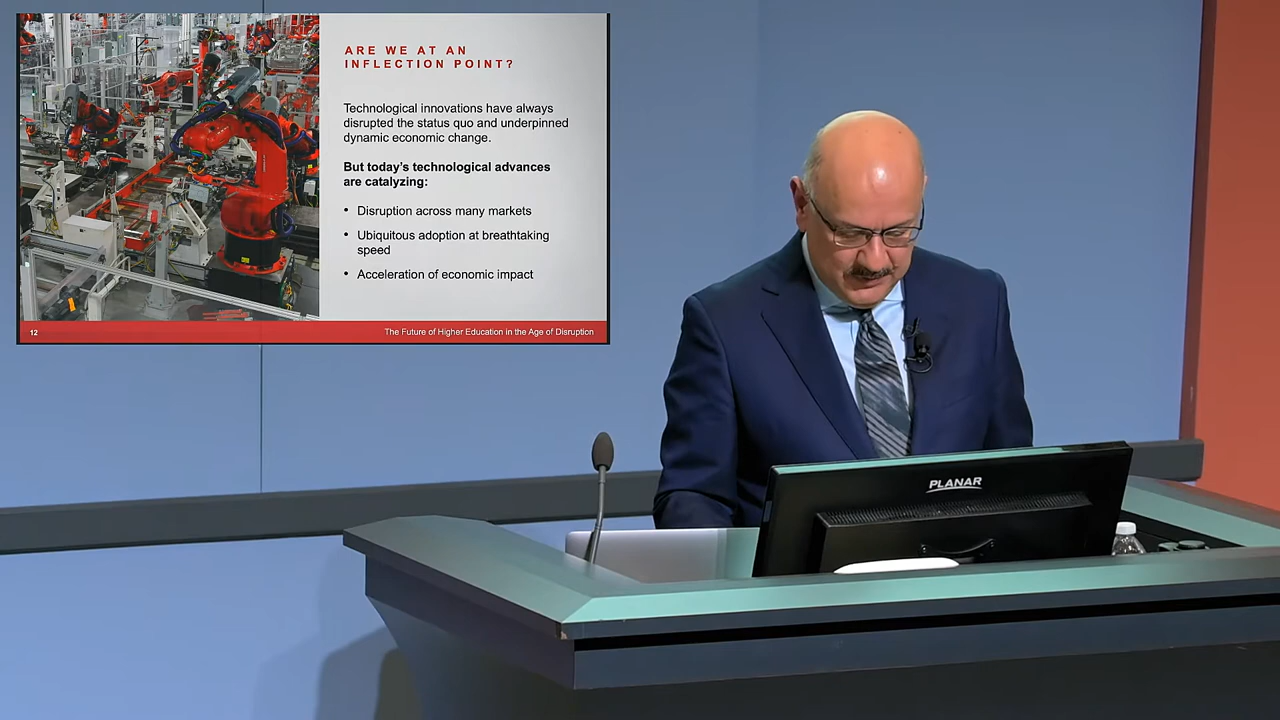 ARE WE AT AN
INFLECTION POINT?
Technological innovations have always
disrupted the status quo and underpinned
dynamic economic change.
But today's technological advances
are catalyzing:
• Disruption across many markets
• Ubiquitous adoption at breathtaking
speed
• Acceleration of economic impact
12
The Future of Higher Education in the Age of Disruption
PLANAR